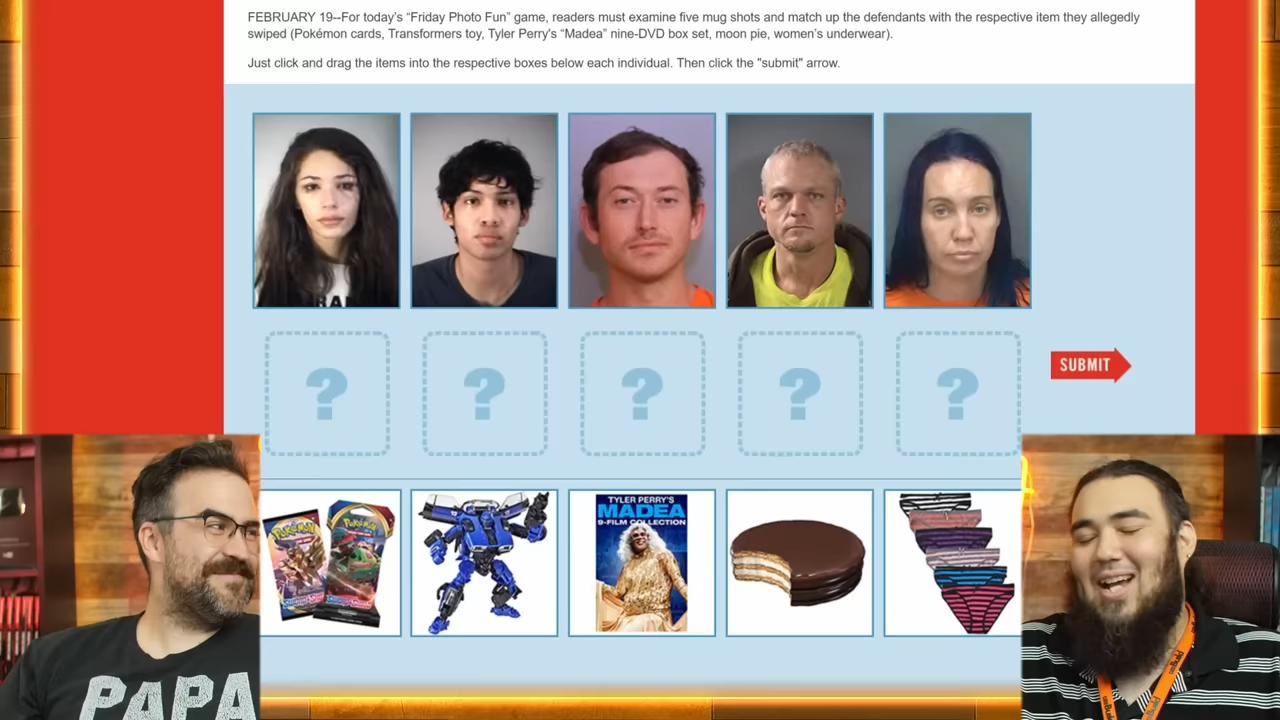 FEBRUARY 19--For today's “Friday Photo Fun” game, readers must examine five mug shots and match up the defendants with the respective item they allegedly
swiped (Pokémon cards, Transformers toy, Tyler Perry's “Madea” nine-DVD box set, moon pie, women's underwear).
Just click and drag the items into the respective boxes below each individual. Then click the "submit" arrow.
? ? ? ? ?
SUBMIT
TYLER PERRY'S
MADEA
9-FILM COLLECTION
POKÉMON
POKÉMON
PAPA